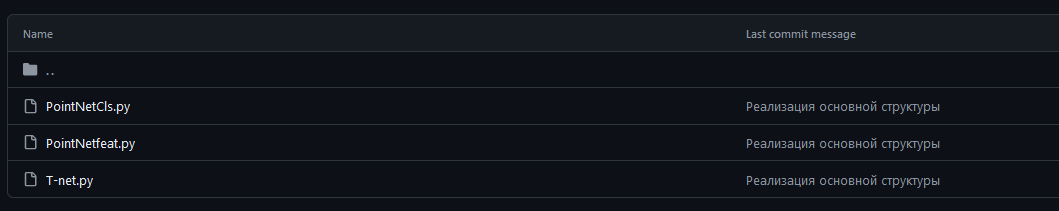 Name Last commit message
..
PointNetCls.py Реализация основной структуры
PointNetfeat.py Реализация основной структуры
T-net.py Реализация основной структуры